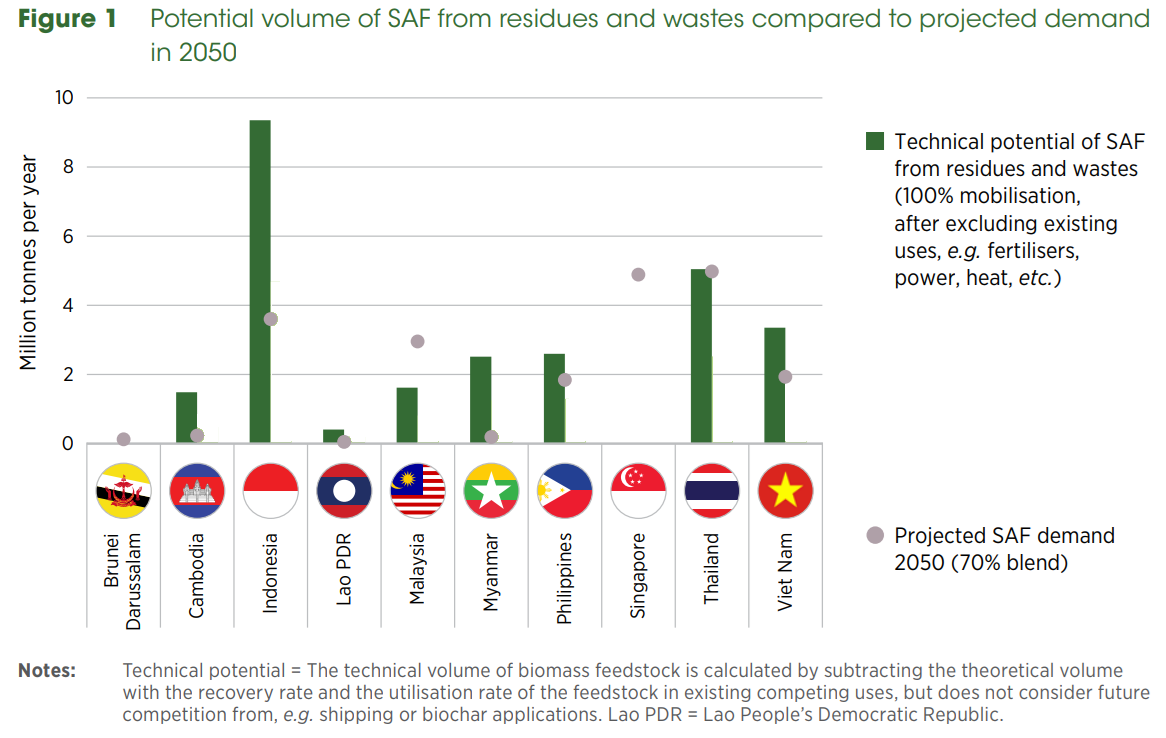 Figure 1 Potential volume of SAF from residues and wastes compared to projected demand
in 2050
Million tonnes per year
10
8
6
4
2
0
Technical potential of SAF
from residues and wastes
(100% mobilisation,
after excluding existing
uses, e.g. fertilisers,
power, heat, etc.)
Projected SAF demand
2050 (70% blend)
Brunei
Darussalam
Cambodia
Indonesia
Lao PDR
Malaysia
Myanmar
Philippines
Singapore
Thailand
Viet Nam
Notes: Technical potential = The technical volume of biomass feedstock is calculated by subtracting the theoretical volume
with the recovery rate and the utilisation rate of the feedstock in existing competing uses, but does not consider future
competition from, e.g. shipping or biochar applications. Lao PDR = Lao People’s Democratic Republic.